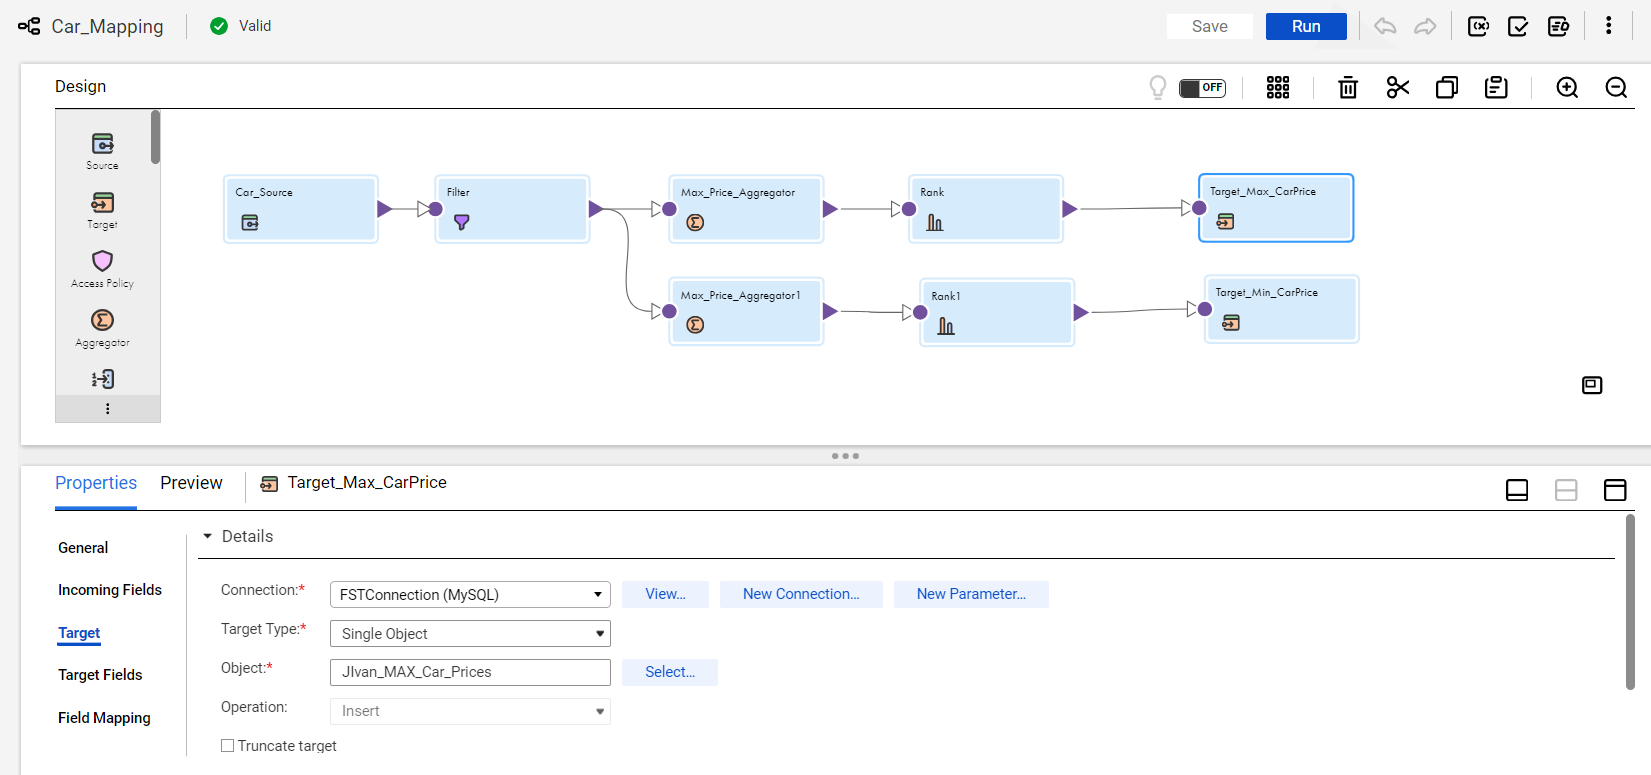 Car_Mapping
Valid
Save
Run
Design
OFF
Source
Target
Access Policy
Aggregator
Car_Source
Filter
Max_Price_Aggregator
Rank
Target_Max_CarPrice
Max_Price_Aggregator1
Rank1
Target_Min_CarPrice
Properties
Preview
Target_Max_CarPrice
General
Incoming Fields
Target
Target Fields
Field Mapping
Details
Connection:* FSTConnection (MySQL) View... New Connection... New Parameter...
Target Type:* Single Object
Object:* JIvan_MAX_Car_Prices Select...
Operation: Insert
Truncate target